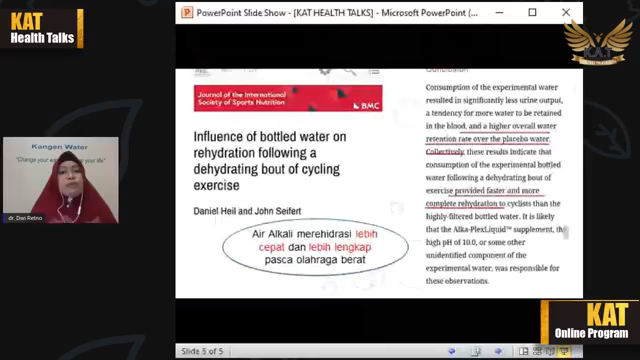 KAT
Health Talks
PowerPoint Slide Show - [KAT HEALTH TALKS] - Microsoft PowerPoint (...
KAT
Journal of the International
Society of Sports Nutrition
BMC
Influence of bottled water on
rehydration following a
dehydrating bout of cycling
exercise
Daniel Heil and John Seifert
Air Alkali merehidrasi lebih
cepat dan lebih lengkap
pasca olahraga berat
Conclusion
Consumption of the experimental water
resulted in significantly less urine output,
a tendency for more water to be retained
in the blood, and a higher overall water
retention rate over the placebo water.
Collectively, these results indicate that
consumption of the experimental bottled
water following a dehydrating bout of
exercise provided faster and more
complete rehydration to cyclists than the
highly-filtered bottled water. It is likely
that the Alka-PlexLiquid™ supplement, th
high pH of 10.0, or some other
unidentified component of the
experimental water, was responsible for
these observations.
Kangen Water
"Change your water change your life"
dr. Dwi Retno
Slide 5 of 5
KAT
Online Program